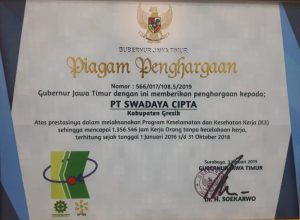 GUBERNUR JAWA TIMUR
Piagam Penghargaan
Nomor : 566/017/108.5/2019
Gubernur Jawa Timur dengan ini memberikan penghargaan kepada;
PT SWADAYA CIPTA
Kabupaten Gresik
Atas prestasinya dalam melaksanakan Program Keselamatan dan Kesehatan Kerja (K3)
sehingga mencapai 1.356.546 Jam Kerja Orang tanpa kecelakaan kerja,
terhitung sejak tanggal 1 Januari 2016 s/d 31 Oktober 2018
Surabaya, Januari 2019
GUBERNUR JAWA TIMUR
Dr. H. SOEKARWO